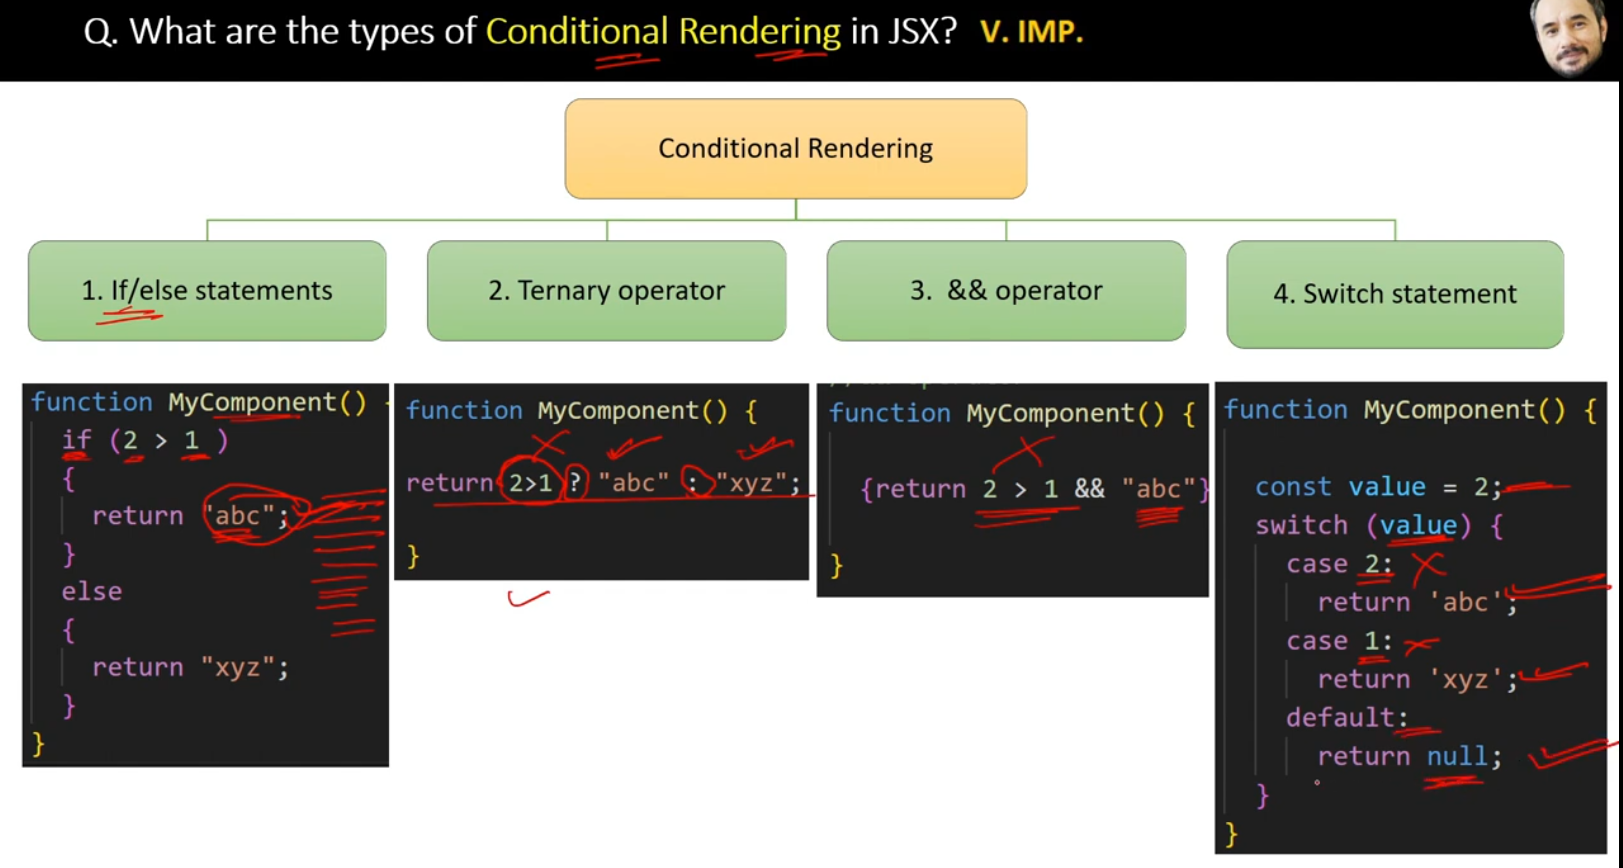 Q. What are the types of Conditional Rendering in JSX? V. IMP.
Conditional Rendering
1. If/else statements
2. Ternary operator
3. && operator
4. Switch statement
function MyComponent() {
if (2 > 1 )
{
return "abc";
}
else
{
return "xyz";
}
}
function MyComponent() {
return 2>1 ? "abc" : "xyz";
}
function MyComponent() {
{return 2 > 1 && "abc"}
}
function MyComponent() {
const value = 2;
switch (value) {
case 2:
return 'abc';
case 1:
return 'xyz';
default:
return null;
}
}